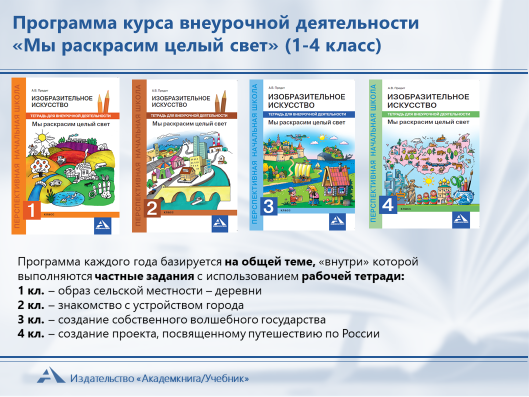 Программа курса внеурочной деятельности
«Мы раскрасим целый свет» (1-4 класс)
ПЕРСПЕКТИВНАЯ НАЧАЛЬНАЯ ШКОЛА
ИЗОБРАЗИТЕЛЬНОЕ
ИСКУССТВО
ТЕТРАДЬ ДЛЯ ВНЕУРОЧНОЙ ДЕЯТЕЛЬНОСТИ
Мы раскрасим целый свет
1
ПЕРСПЕКТИВНАЯ НАЧАЛЬНАЯ ШКОЛА
ИЗОБРАЗИТЕЛЬНОЕ
ИСКУССТВО
ТЕТРАДЬ ДЛЯ ВНЕУРОЧНОЙ ДЕЯТЕЛЬНОСТИ
Мы раскрасим целый свет
2
ПЕРСПЕКТИВНАЯ НАЧАЛЬНАЯ ШКОЛА
ИЗОБРАЗИТЕЛЬНОЕ
ИСКУССТВО
ТЕТРАДЬ ДЛЯ ВНЕУРОЧНОЙ ДЕЯТЕЛЬНОСТИ
Мы раскрасим целый свет
3
ПЕРСПЕКТИВНАЯ НАЧАЛЬНАЯ ШКОЛА
ИЗОБРАЗИТЕЛЬНОЕ
ИСКУССТВО
ТЕТРАДЬ ДЛЯ ВНЕУРОЧНОЙ ДЕЯТЕЛЬНОСТИ
Мы раскрасим целый свет
4
Программа каждого года базируется на общей теме, «внутри» которой
выполняются частные задания с использованием рабочей тетради:
1 кл. – образ сельской местности – деревни
2 кл. – знакомство с устройством города
3 кл. – создание собственного волшебного государства
4 кл. – создание проекта, посвященному путешествию по России
Издательство «Академкнига/Учебник»